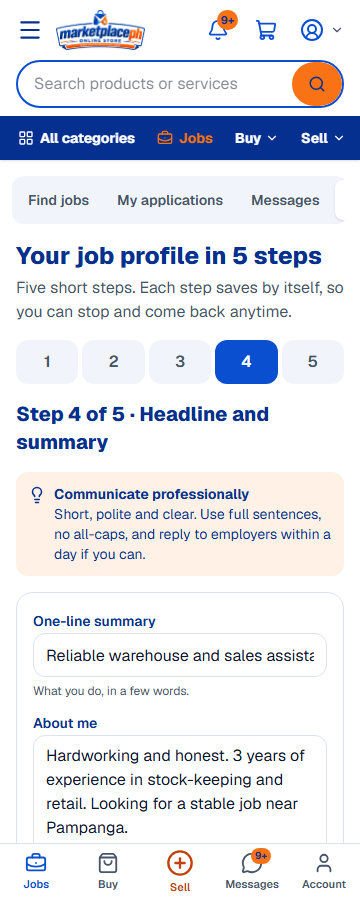 marketplaceph
ONLINE STORE
9+
Search products or services
All categories
Jobs
Buy
Sell
Find jobs
My applications
Messages
Your job profile in 5 steps
Five short steps. Each step saves by itself, so
you can stop and come back anytime.
1
2
3
4
5
Step 4 of 5 · Headline and
summary
Communicate professionally
Short, polite and clear. Use full sentences,
no all-caps, and reply to employers within a
day if you can.
One-line summary
Reliable warehouse and sales assista
What you do, in a few words.
About me
Hardworking and honest. 3 years of
experience in stock-keeping and
retail. Looking for a stable job near
Pampanga.
9+
Jobs
Buy
Sell
Messages
Account